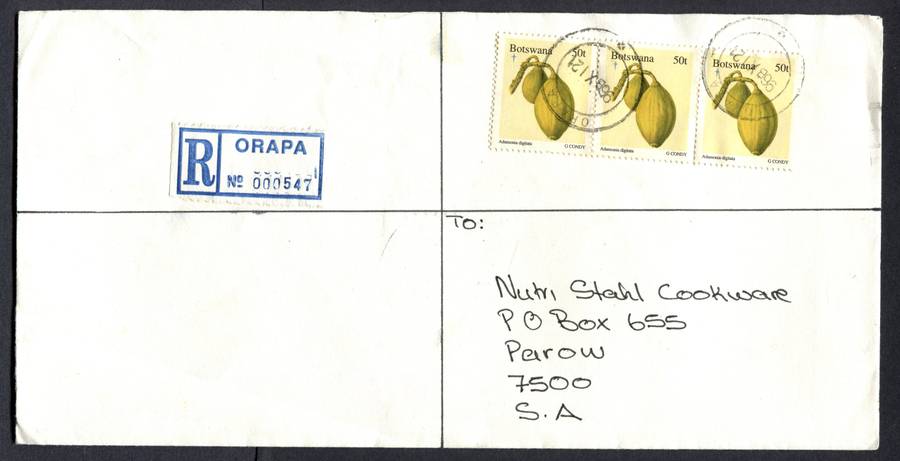 Botswana 50t
Adansonia digitata G CONDY
Botswana 50t
Adansonia digitata G CONDY
Botswana 50t
Adansonia digitata G CONDY
R ORAPA
Nº 000547
TO:
Nutri Stahl Cookware
P O Box 655
Parow
7500
S.A